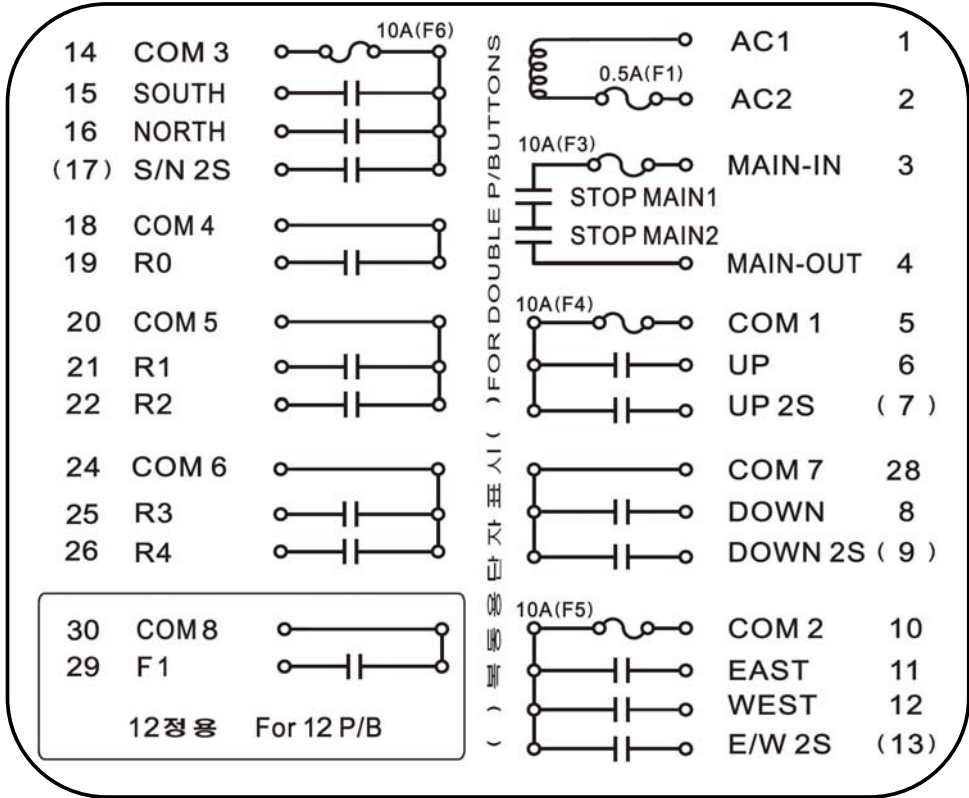 14 COM 3 10A(F6)
15 SOUTH
16 NORTH
(17) S/N 2S
18 COM 4
19 R0
20 COM 5
21 R1
22 R2
24 COM 6
25 R3
26 R4
30 COM 8
29 F1
12정용 For 12 P/B
( ) 복동용단자표시 ( )FOR DOUBLE P/BUTTONS
AC1 1
0.5A(F1)
AC2 2
10A(F3)
MAIN-IN 3
STOP MAIN1
STOP MAIN2
MAIN-OUT 4
10A(F4)
COM 1 5
UP 6
UP 2S ( 7 )
COM 7 28
DOWN 8
DOWN 2S ( 9 )
10A(F5)
COM 2 10
EAST 11
WEST 12
E/W 2S (13)